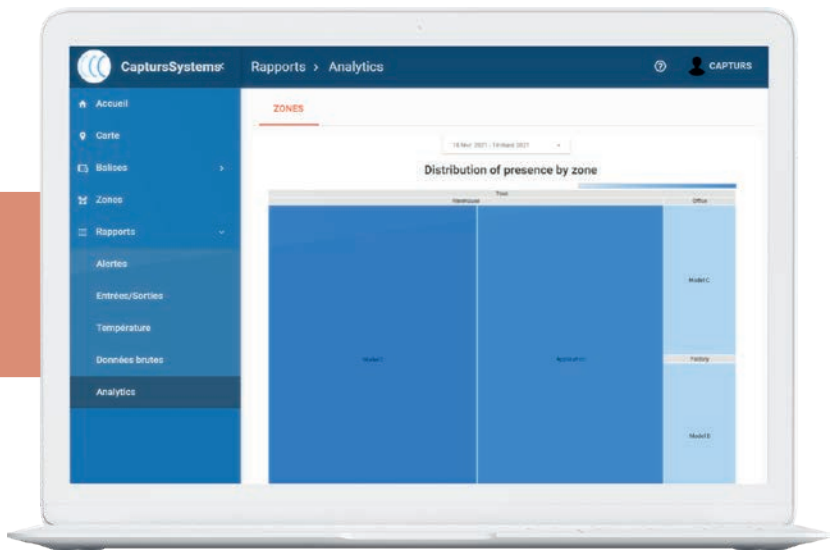 CaptursSystems
Rapports > Analytics
CAPTURS
Accueil
Carte
Balises
Zones
Rapports
Alertes
Entrées/Sorties
Température
Données brutes
Analytics
ZONES
Distribution of presence by zone
Warehouse
Office
Factory